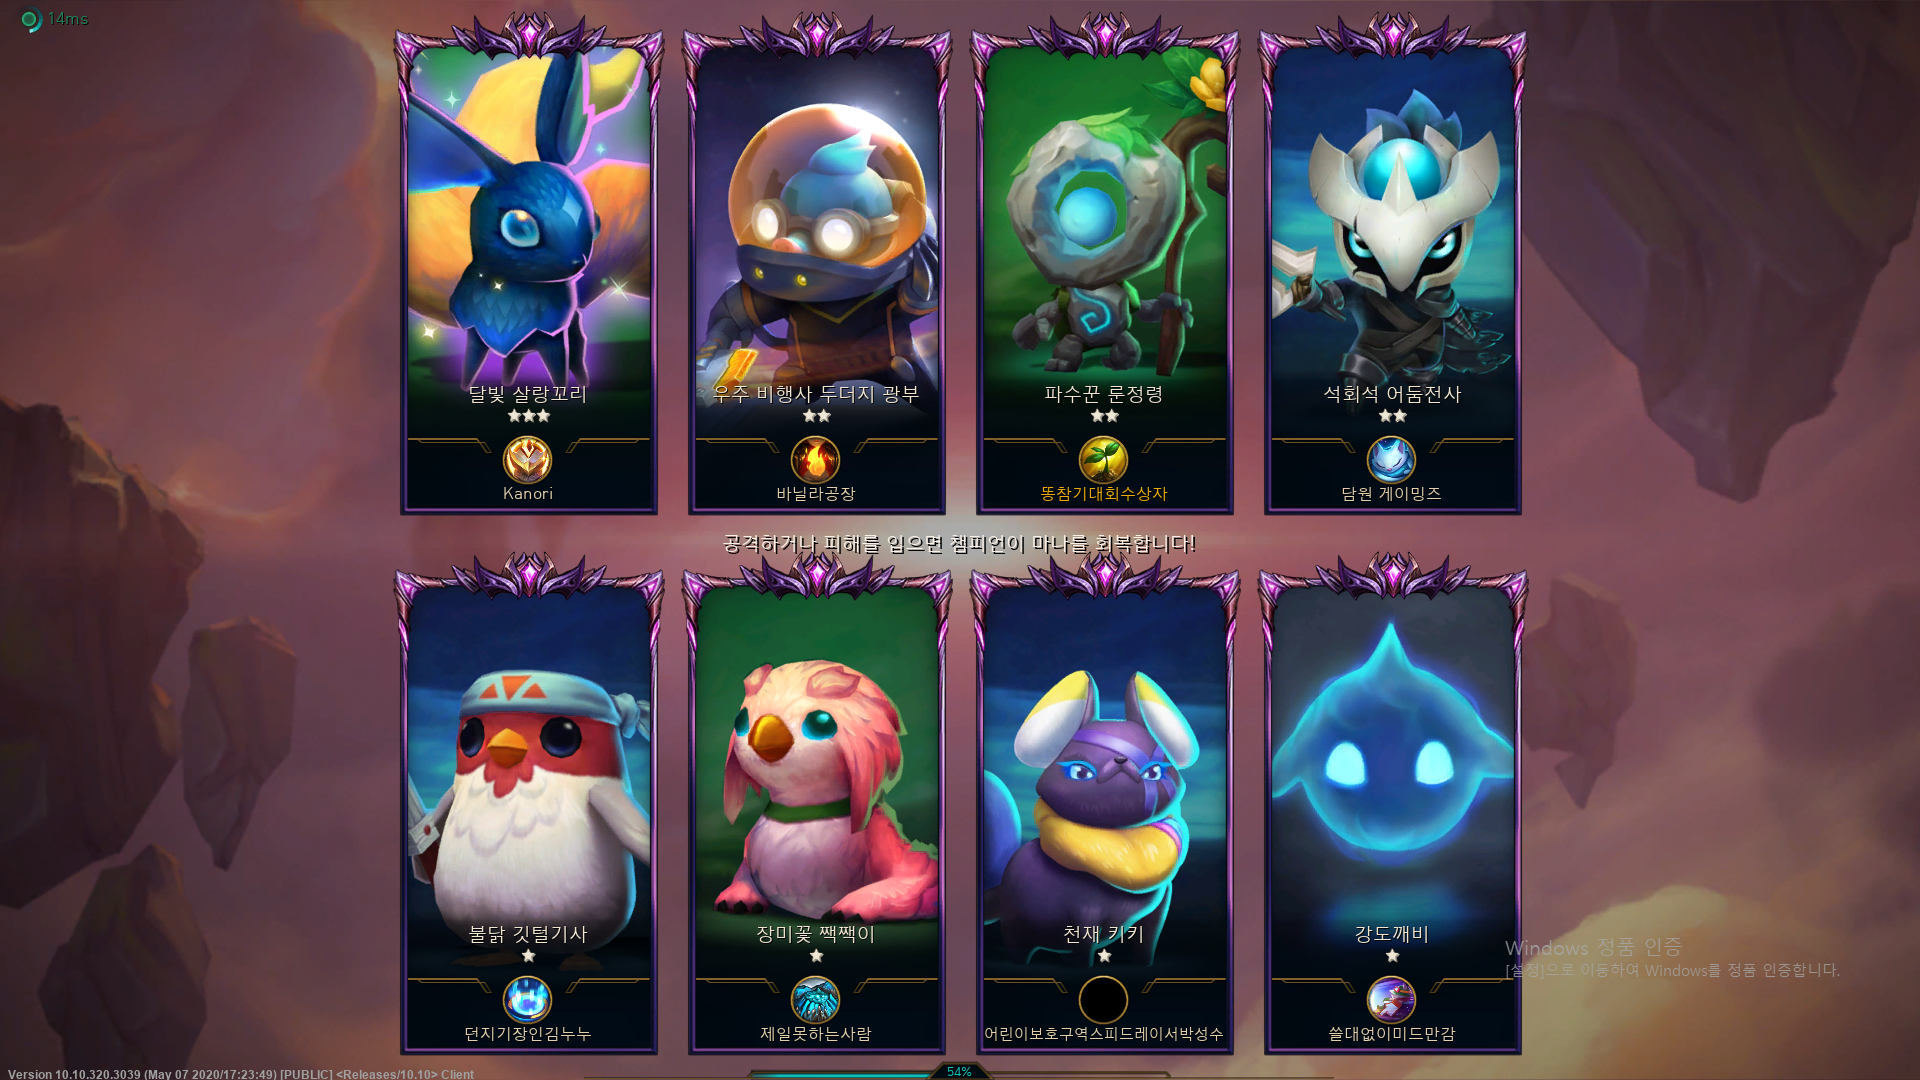 14ms
달빛 살랑꼬리
우주 비행사 두더지 광부
파수꾼 룬정령
석회석 어둠전사
Kanori
바닐라공장
똥참기대회수상자
담원 게이밍즈
공격하거나 피해를 입으면 챔피언이 마나를 회복합니다!
불닭 깃털기사
장미꽃 짹짹이
천재 키키
강도깨비
던지기장인김누누
제일못하는사람
어린이보호구역스피드레이서박성수
쓸대없이미드만감
Windows 정품 인증
[설정]으로 이동하여 Windows를 정품 인증합니다.
54%
Version 10.10.320.3039 (May 07 2020/17:23:49) [PUBLIC] <Releases/10.10> Client